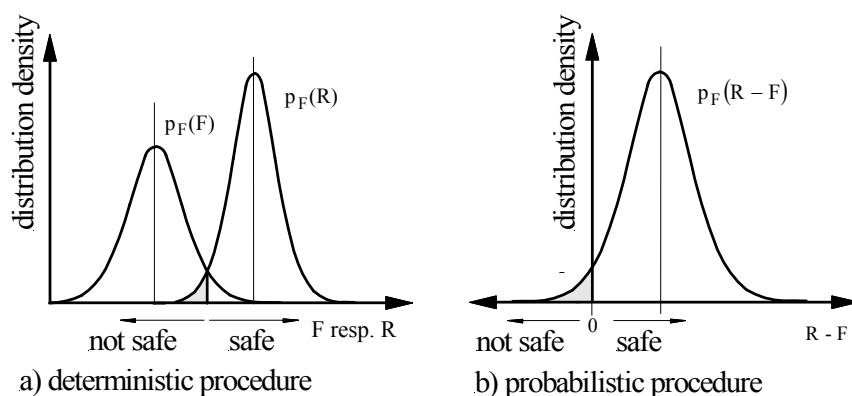 distribution density
p_F(F)
p_F(R)
not safe
safe
F resp. R
a) deterministic procedure
distribution density
p_F(R – F)
0
not safe
safe
R - F
b) probabilistic procedure